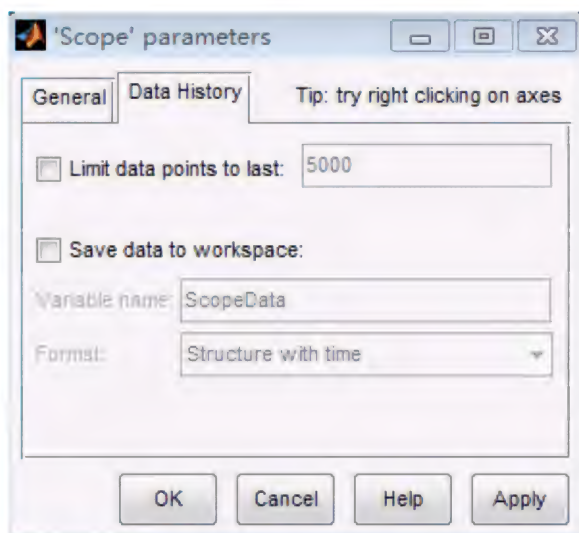 'Scope' parameters
General Data History Tip: try right clicking on axes
Limit data points to last: 5000
Save data to workspace:
Variable name: ScopeData
Format: Structure with time
OK Cancel Help Apply